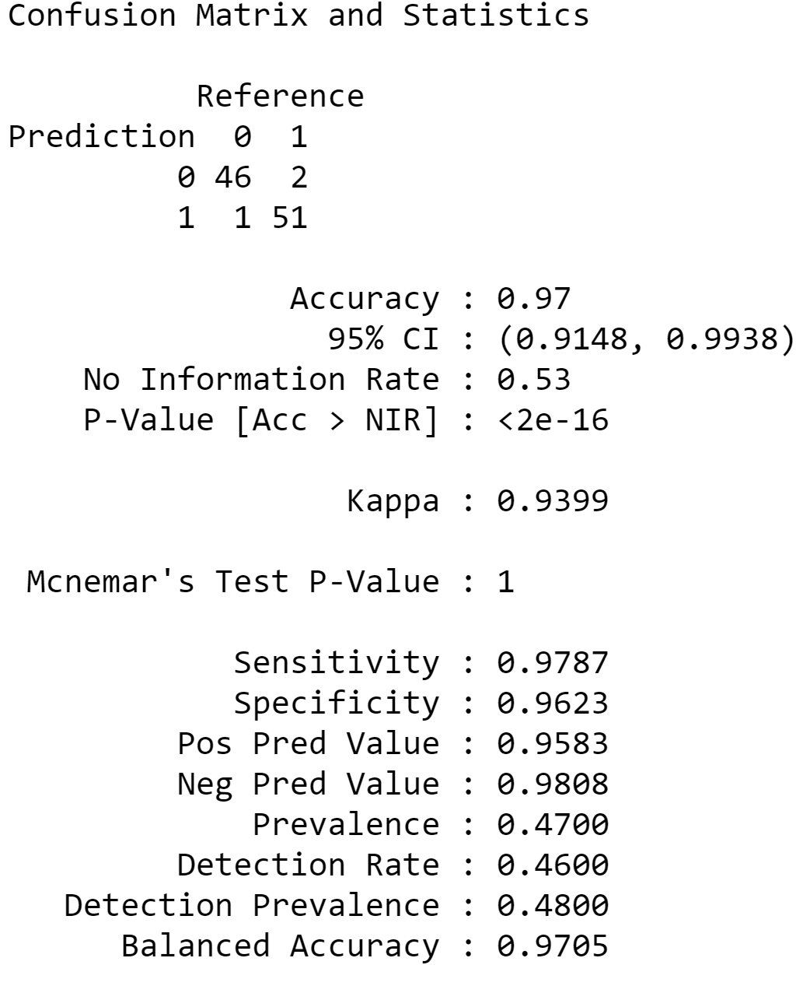 Confusion Matrix and Statistics
Reference
Prediction 0 1
0 46 2
1 1 51
Accuracy : 0.97
95% CI : (0.9148, 0.9938)
No Information Rate : 0.53
P-Value [Acc > NIR] : <2e-16
Kappa : 0.9399
Mcnemar's Test P-Value : 1
Sensitivity : 0.9787
Specificity : 0.9623
Pos Pred Value : 0.9583
Neg Pred Value : 0.9808
Prevalence : 0.4700
Detection Rate : 0.4600
Detection Prevalence : 0.4800
Balanced Accuracy : 0.9705